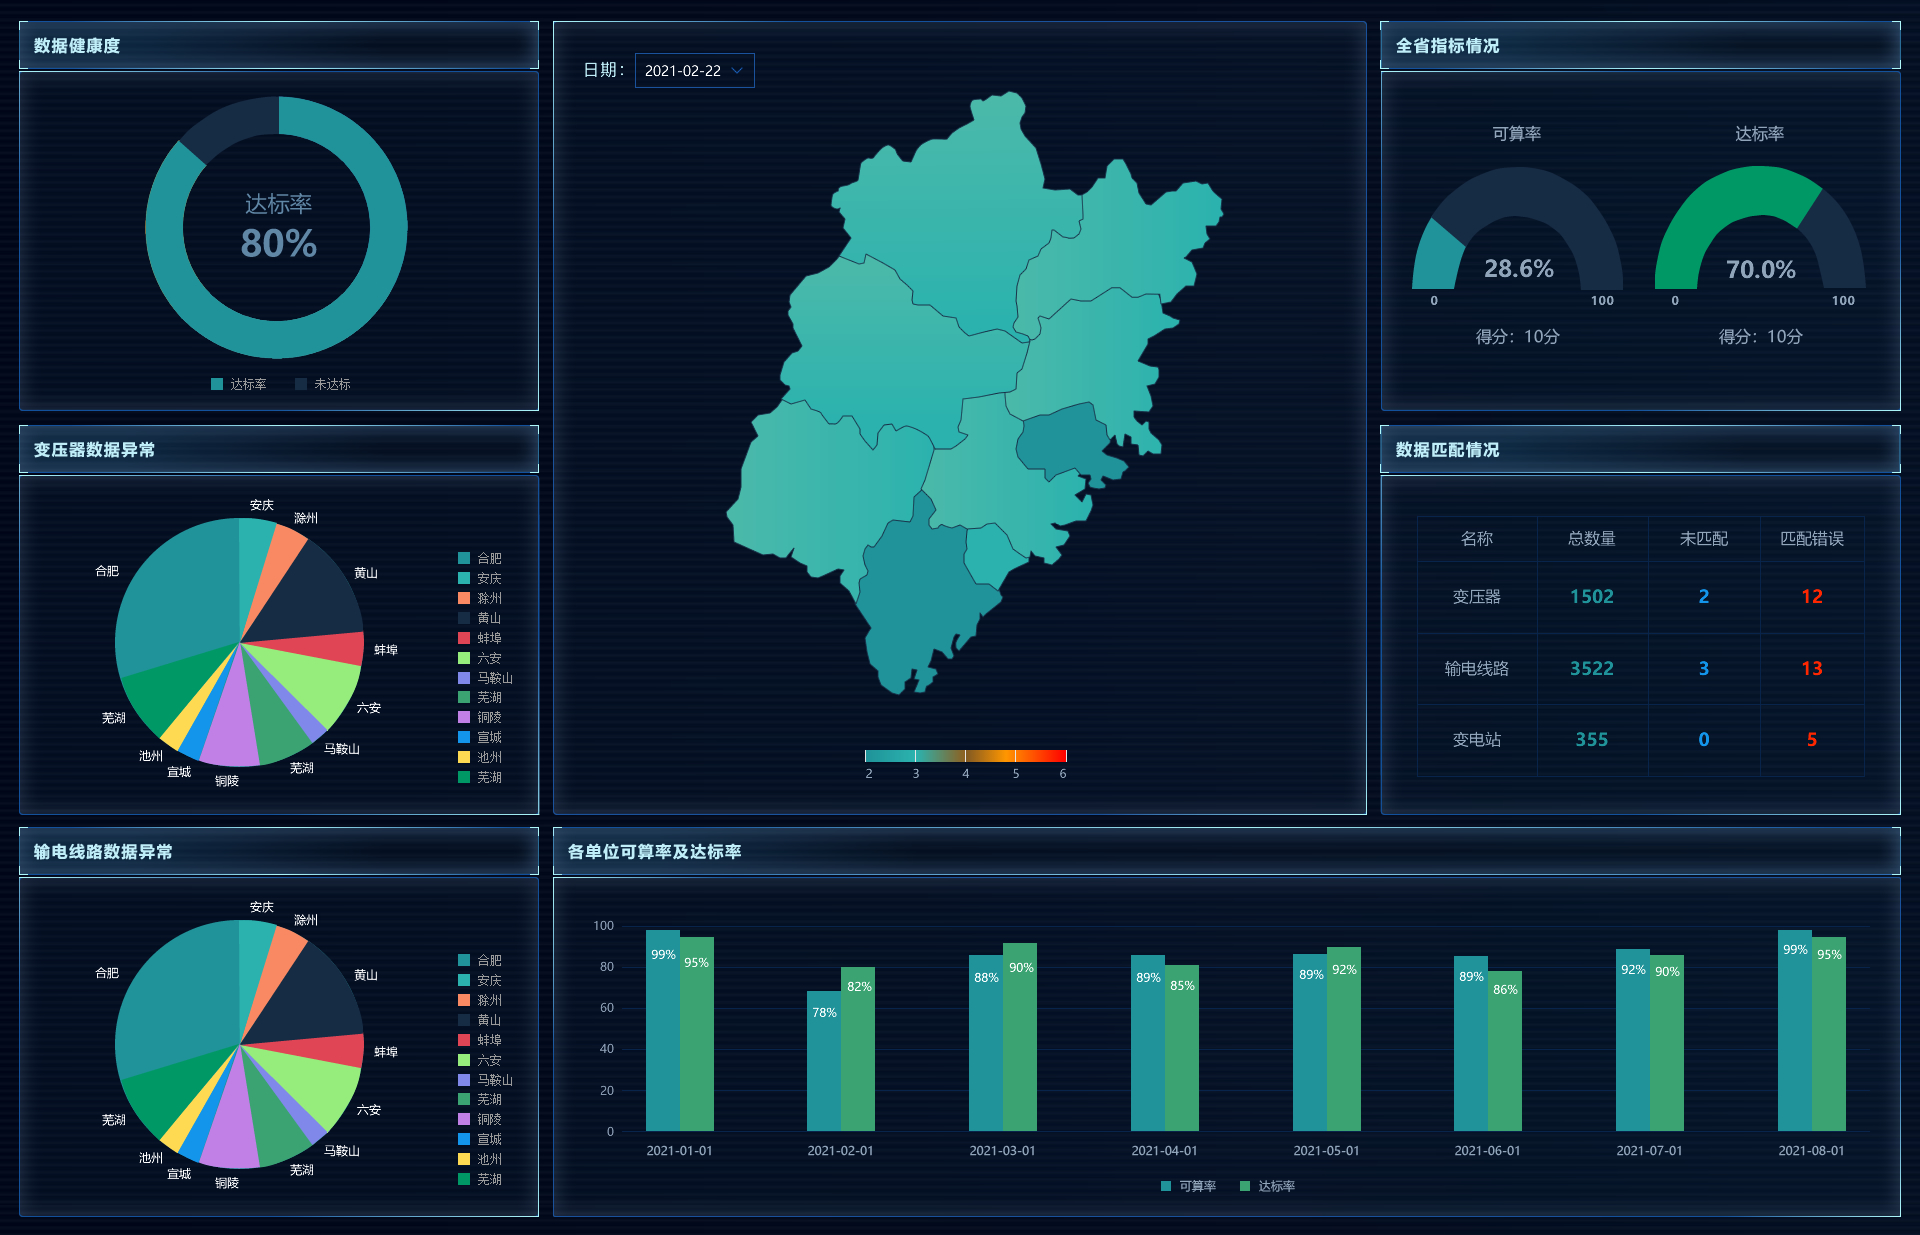 数据健康度
达标率
80%
达标率 未达标
变压器数据异常
安庆
滁州
合肥
黄山
蚌埠
六安
芜湖
马鞍山
池州
宣城
铜陵
芜湖
合肥
安庆
滁州
黄山
蚌埠
六安
马鞍山
芜湖
铜陵
宣城
池州
芜湖
输电线路数据异常
安庆
滁州
合肥
黄山
蚌埠
六安
芜湖
马鞍山
池州
宣城
铜陵
芜湖
合肥
安庆
滁州
黄山
蚌埠
六安
马鞍山
芜湖
铜陵
宣城
池州
芜湖
日期： 2021-02-22
2 3 4 5 6
全省指标情况
可算率 达标率
28.6% 70.0%
0 100 0 100
得分：10分 得分：10分
数据匹配情况
名称 总数量 未匹配 匹配错误
变压器 1502 2 12
输电线路 3522 3 13
变电站 355 0 5
各单位可算率及达标率
100
80
60
40
20
0
99% 95% 78% 82% 88% 90% 89% 85% 89% 92% 89% 86% 92% 90% 99% 95%
2021-01-01 2021-02-01 2021-03-01 2021-04-01 2021-05-01 2021-06-01 2021-07-01 2021-08-01
可算率 达标率